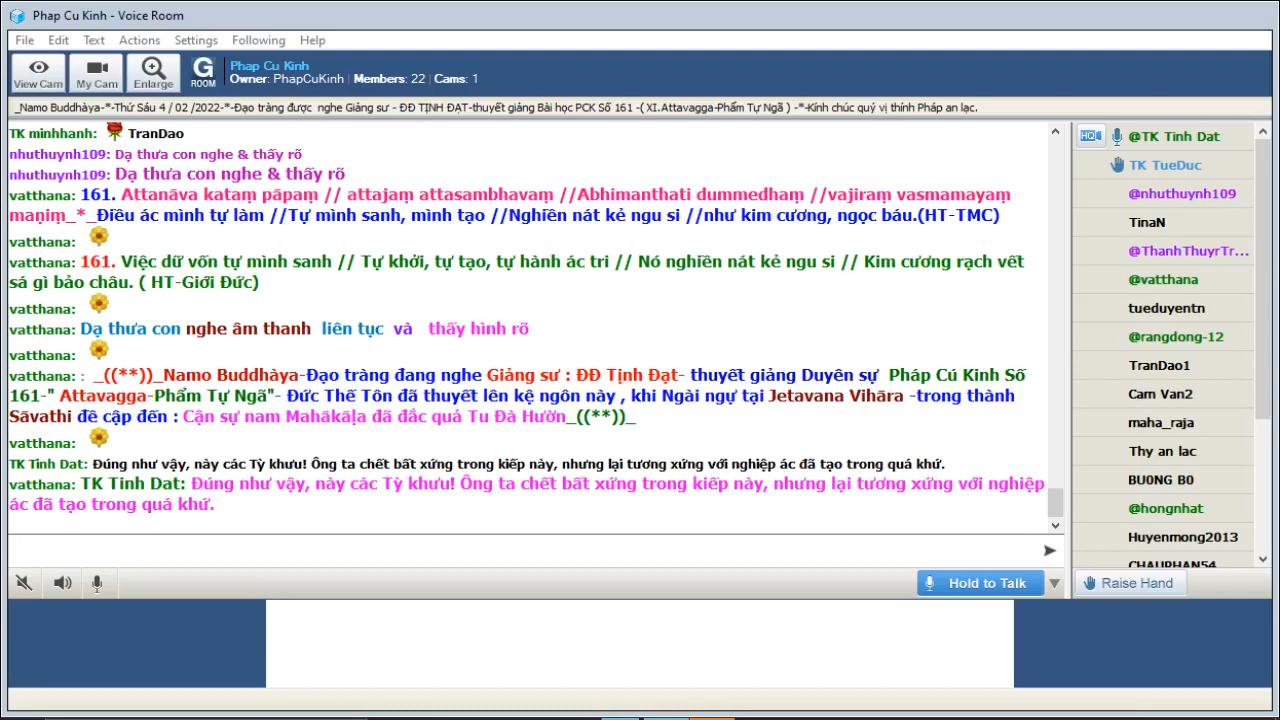 Phap Cu Kinh - Voice Room
File Edit Text Actions Settings Following Help
View Cam My Cam Enlarge G ROOM
Phap Cu Kinh
Owner: PhapCuKinh Members: 22 Cams: 1
_Namo Buddhàya-*-Thứ Sáu 4 / 02 /2022-*-Đạo tràng được nghe Giảng sư - ĐĐ TỊNH ĐẠT-thuyết giảng Bài học PCK Số 161 -( XI.Attavagga-Phẩm Tự Ngã ) -*-Kính chúc quý vị thính Pháp an lạc.
TK minhhanh: TranDao
nhuthuynh109: Dạ thưa con nghe & thấy rõ
nhuthuynh109: Dạ thưa con nghe & thấy rõ
vatthana: 161. Attanāva kataṃ pāpaṃ // attajaṃ attasambhavaṃ //Abhimanthati dummedhaṃ //vajiraṃ vasmamayaṃ
maṇiṃ_*_Điều ác mình tự làm //Tự mình sanh, mình tạo //Nghiền nát kẻ ngu si //như kim cương, ngọc báu.(HT-TMC)
vatthana:
vatthana: 161. Việc dữ vốn tự mình sanh // Tự khởi, tự tạo, tự hành ác tri // Nó nghiền nát kẻ ngu si // Kim cương rạch vết
sá gì bảo châu. ( HT-Giới Đức)
vatthana:
vatthana: Dạ thưa con nghe âm thanh liên tục và thấy hình rõ
vatthana:
vatthana: : _((**))_Namo Buddhàya-Đạo tràng đang nghe Giảng sư : ĐĐ Tịnh Đạt- thuyết giảng Duyên sự Pháp Cú Kinh Số
161-" Attavagga-Phẩm Tự Ngã"- Đức Thế Tôn đã thuyết lên kệ ngôn này , khi Ngài ngự tại Jetavana Vihāra -trong thành
Sāvathi đề cập đến : Cận sự nam Mahākāḷa đã đắc quả Tu Đà Hườn_((**))_
vatthana:
TK Tinh Dat: Đúng như vậy, này các Tỳ khưu! Ông ta chết bất xứng trong kiếp này, nhưng lại tương xứng với nghiệp ác đã tạo trong quá khứ.
vatthana: TK Tinh Dat: Đúng như vậy, này các Tỳ khưu! Ông ta chết bất xứng trong kiếp này, nhưng lại tương xứng với nghiệp
ác đã tạo trong quá khứ.
Hold to Talk
HQ @TK Tinh Dat
TK TueDuc
@nhuthuynh109
TinaN
@ThanhThuyrTr...
@vatthana
tueduyentn
@rangdong-12
TranDao1
Cam Van2
maha_raja
Thy an lac
BU0NG B0
@hongnhat
Huyenmong2013
CHAUPHAN54
Raise Hand